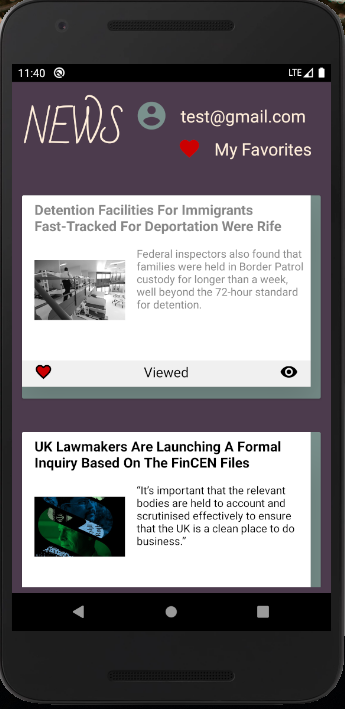 11:40
LTE
NEWS
test@gmail.com
My Favorites
Detention Facilities For Immigrants
Fast-Tracked For Deportation Were Rife
Federal inspectors also found that
families were held in Border Patrol
custody for longer than a week,
well beyond the 72-hour standard
for detention.
Viewed
UK Lawmakers Are Launching A Formal
Inquiry Based On The FinCEN Files
“It’s important that the relevant
bodies are held to account and
scrutinised effectively to ensure
that the UK is a clean place to do
business.”